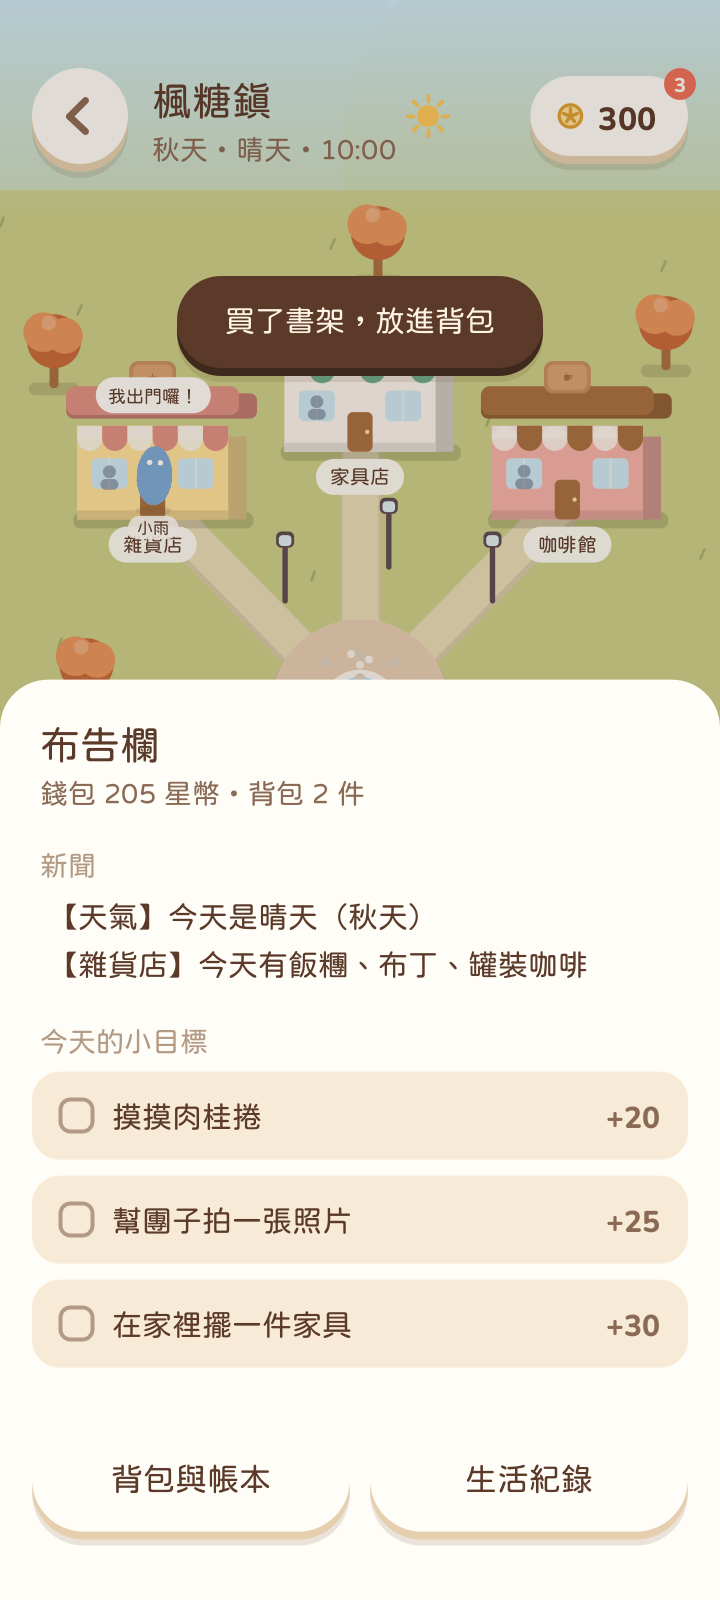 楓糖鎮
秋天・晴天・10:00
300
3
買了書架，放進背包
我出門囉！
家具店
小雨
雜貨店
咖啡館
布告欄
錢包 205 星幣・背包 2 件
新聞
【天氣】今天是晴天（秋天）
【雜貨店】今天有飯糰、布丁、罐裝咖啡
今天的小目標
摸摸肉桂捲 +20
幫團子拍一張照片 +25
在家裡擺一件家具 +30
背包與帳本
生活紀錄